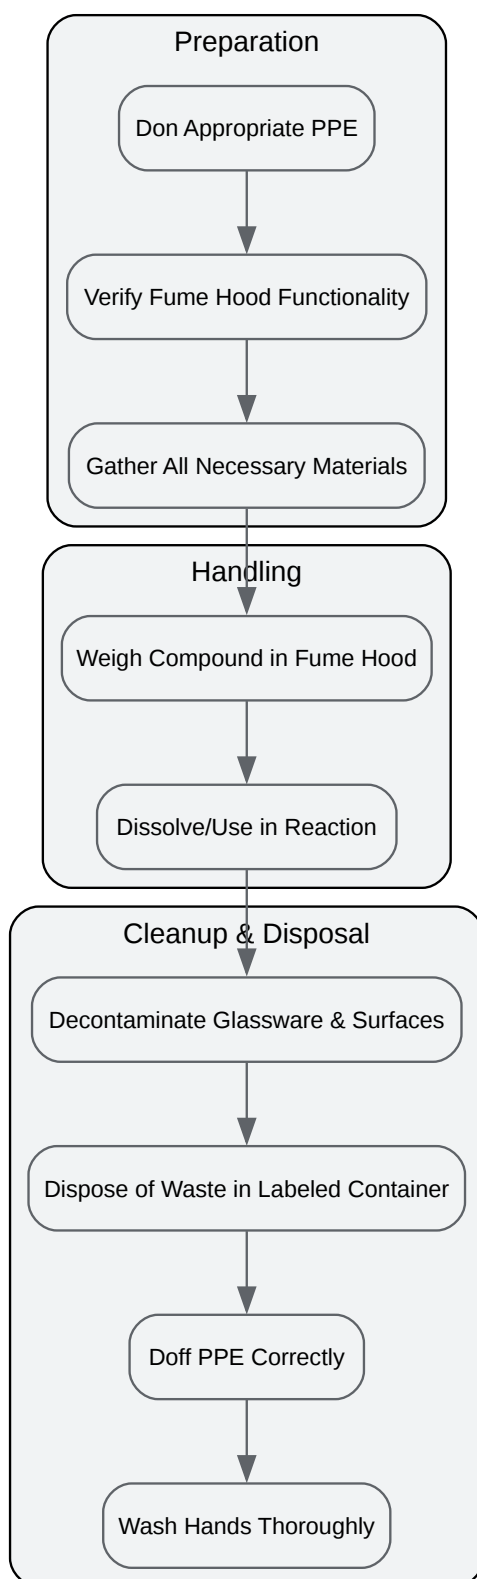 Preparation
Don Appropriate PPE
Verify Fume Hood Functionality
Gather All Necessary Materials
Handling
Weigh Compound in Fume Hood
Dissolve/Use in Reaction
Cleanup & Disposal
Decontaminate Glassware & Surfaces
Dispose of Waste in Labeled Container
Doff PPE Correctly
Wash Hands Thoroughly